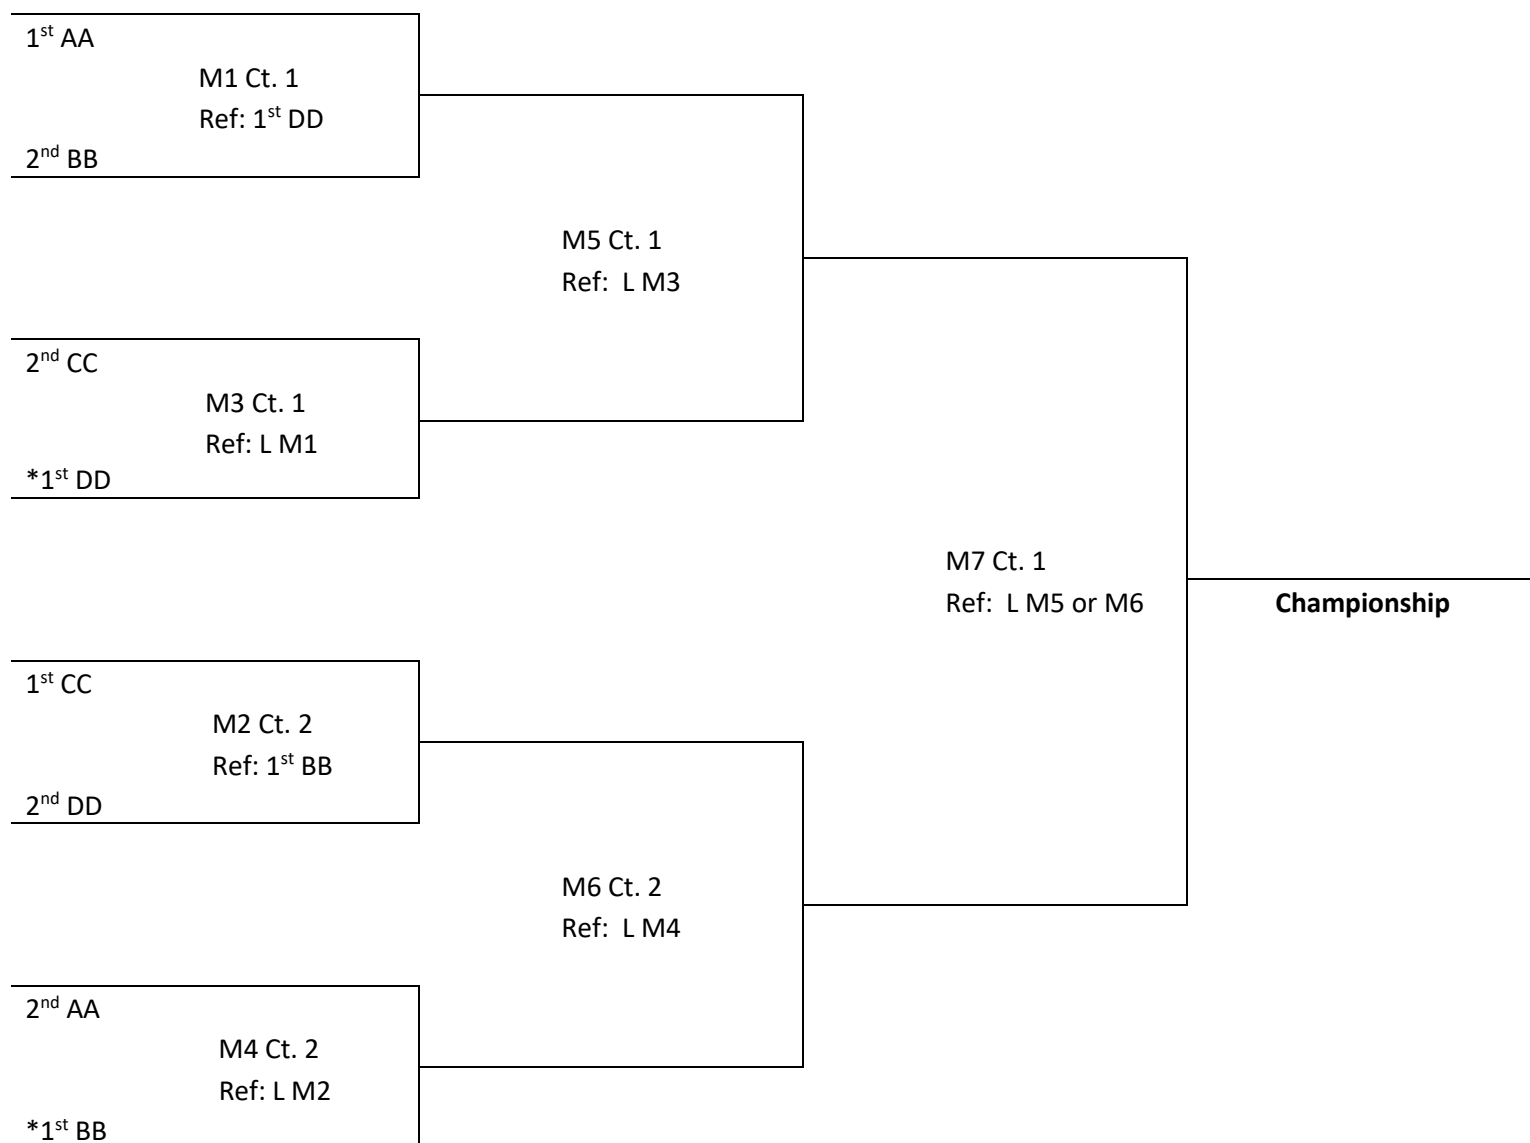 1st AA
M1 Ct. 1
Ref: 1st DD
2nd BB
M5 Ct. 1
Ref:  L M3
2nd CC
M3 Ct. 1
Ref: L M1
*1st DD
M7 Ct. 1
Ref:  L M5 or M6
Championship
1st CC
M2 Ct. 2
Ref: 1st BB
2nd DD
M6 Ct. 2
Ref:  L M4
2nd AA
M4 Ct. 2
Ref: L M2
*1st BB